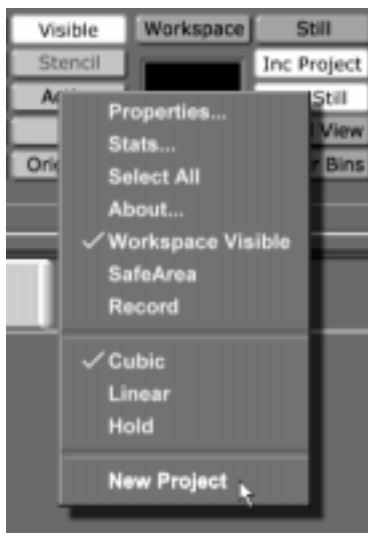 Visible Workspace Still
Stencil Inc Project
Still
View
Bins
Properties...
Stats...
Select All
About...
Workspace Visible
SafeArea
Record
Cubic
Linear
Hold
New Project